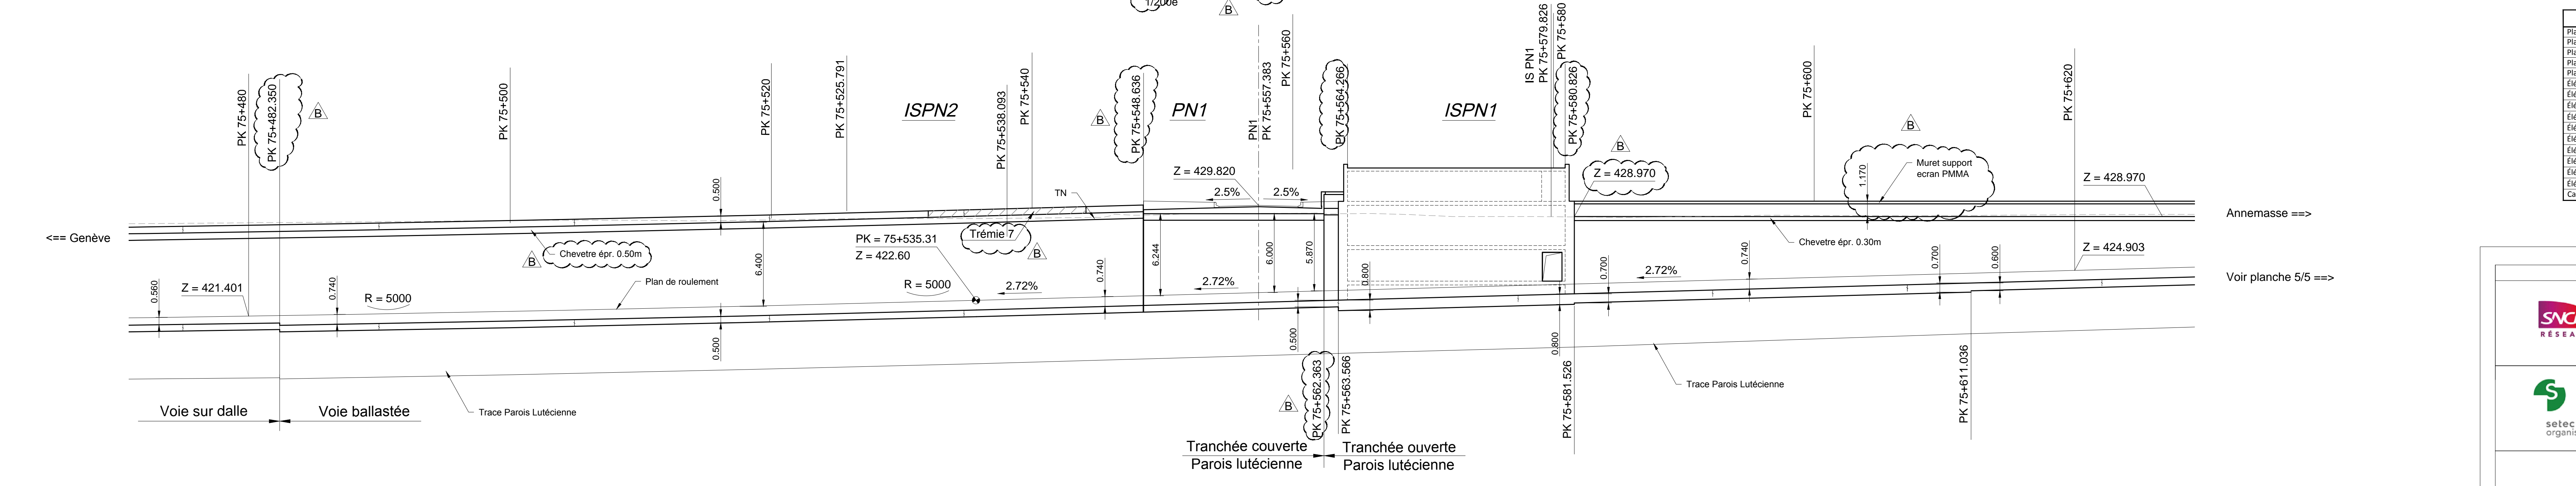 1/200e
B
PK 75+480
PK 75+482.350
B
PK 75+500
PK 75+520
PK 75+525.791
ISPN2
PK 75+538.093
PK 75+540
B
PK 75+548.636
PN1
PN1
PK 75+557.383
PK 75+560
PK 75+564.266
ISPN1
IS PN1
PK 75+579.826
PK 75+580
PK 75+580.826
B
PK 75+600
B
PK 75+620
Z = 429.820
2.5%
2.5%
Z = 428.970
1.170
Muret support
ecran PMMA
Z = 428.970
0.500
TN
<== Genève
Annemasse ==>
B
Chevetre épr. 0.50m
6.400
PK = 75+535.31
Z = 422.60
Trémie 7
B
6.244
6.000
5.870
Chevetre épr. 0.30m
Z = 424.903
0.560
Z = 421.401
0.740
R = 5000
Plan de roulement
R = 5000
2.72%
0.740
2.72%
0.800
0.700
2.72%
0.740
0.700
0.600
Voir planche 5/5 ==>
0.500
0.500
0.800
Trace Parois Lutécienne
Trace Parois Lutécienne
B
PK 75+562.363
PK 75+563.566
PK 75+581.526
PK 75+611.036
Voie sur dalle
Voie ballastée
Tranchée couverte
Parois lutécienne
Tranchée ouverte
Parois lutécienne
setec